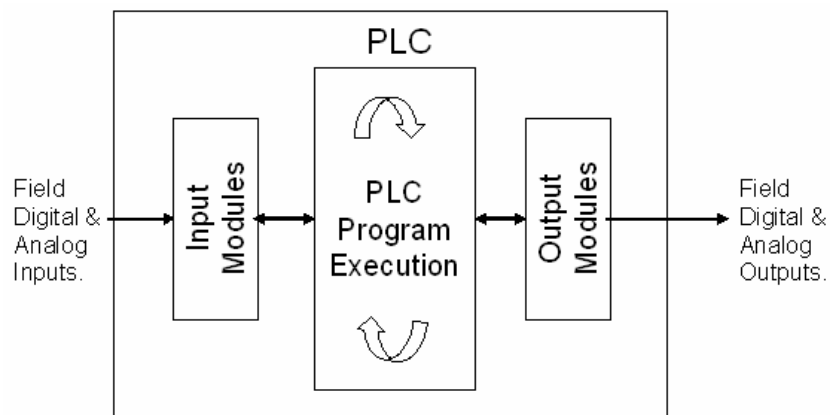 PLC
Field
Digital &
Analog
Inputs.
Input
Modules
PLC
Program
Execution
Output
Modules
Field
Digital &
Analog
Outputs.